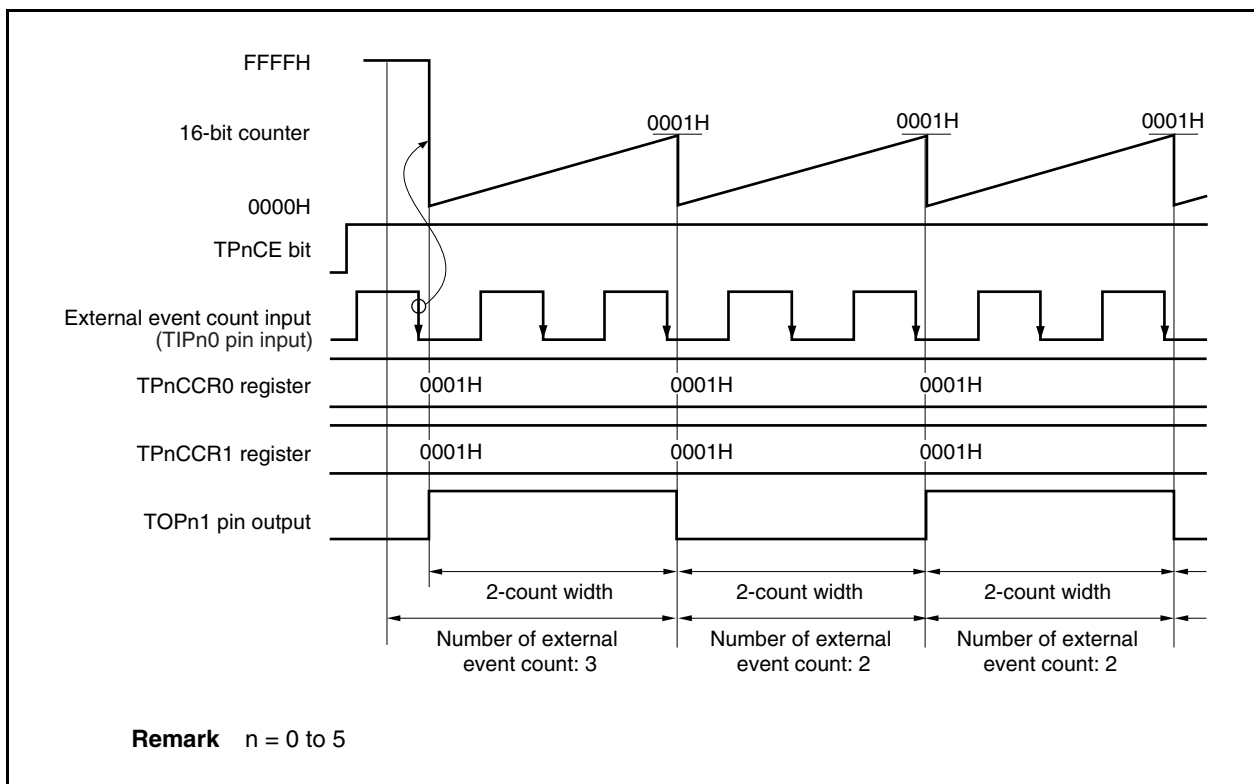 FFFFH
16-bit counter
0001H 0001H 0001H
0000H
TPnCE bit
External event count input
(TIPn0 pin input)
TPnCCR0 register 0001H 0001H 0001H
TPnCCR1 register 0001H 0001H 0001H
TOPn1 pin output
2-count width 2-count width 2-count width
Number of external Number of external Number of external
event count: 3 event count: 2 event count: 2
Remark n = 0 to 5